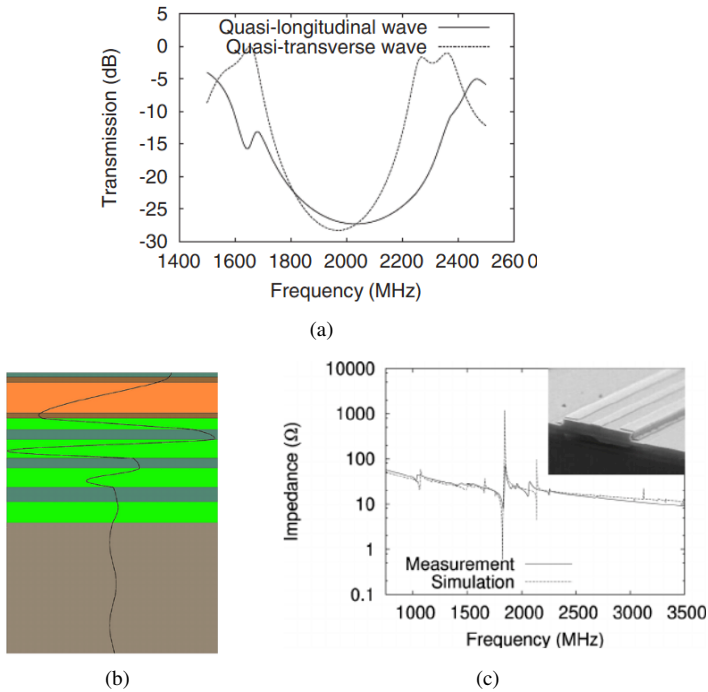 5
0
-5
-10
-15
-20
-25
-30
Transmission (dB)
Quasi-longitudinal wave
Quasi-transverse wave
1400 1600 1800 2000 2200 2400 260 0
Frequency (MHz)
(a)
(b)
10000
1000
100
10
1
0.1
Impedance (Ω)
Measurement
Simulation
1000 1500 2000 2500 3000 3500
Frequency (MHz)
(c)